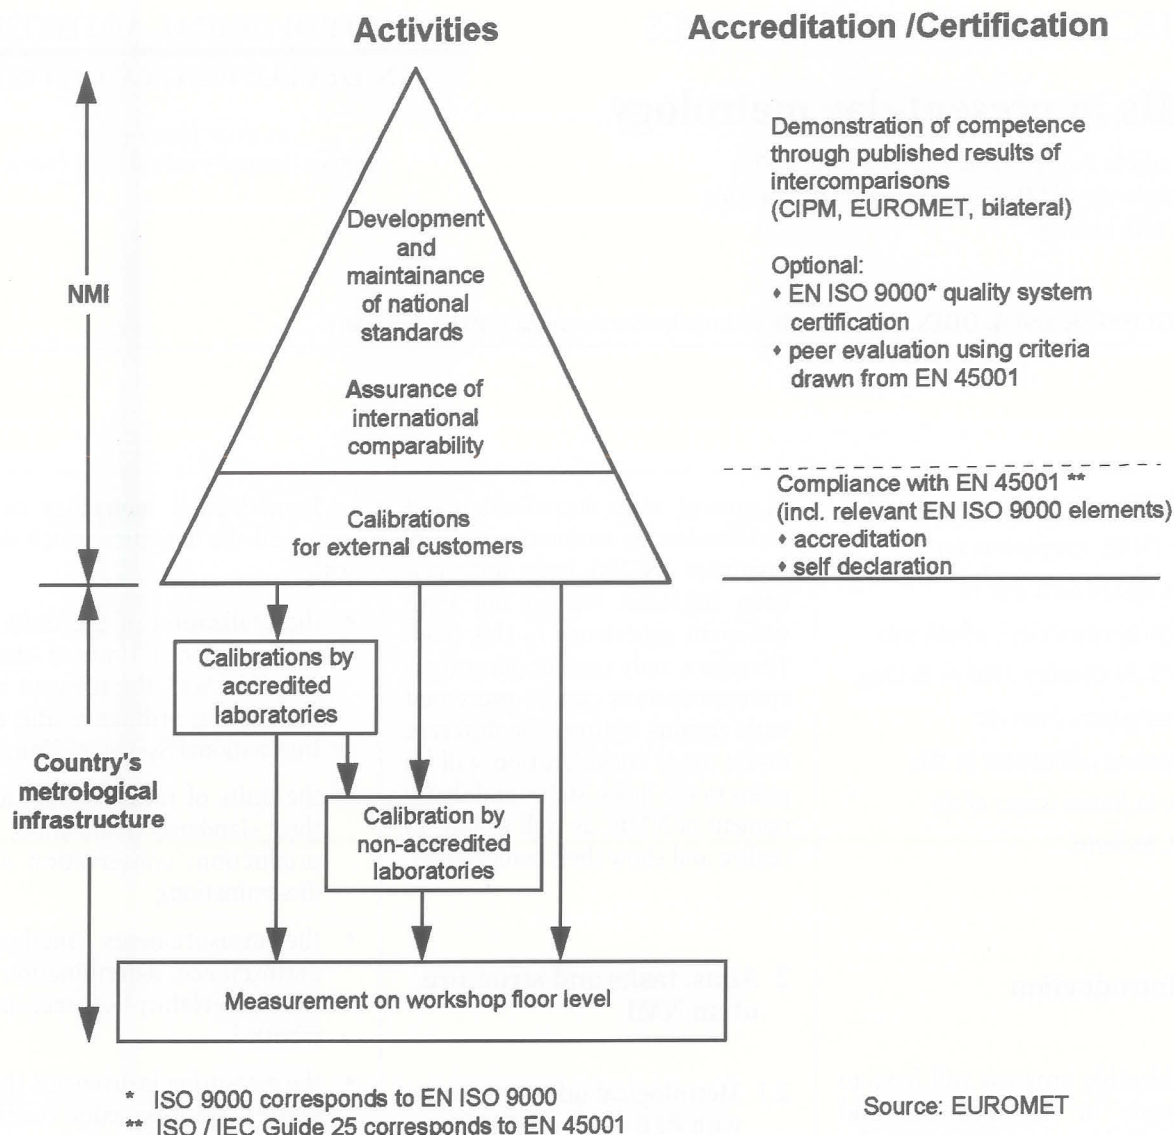 Activities
Accreditation /Certification
Demonstration of competence
through published results of
intercomparisons
(CIPM, EUROMET, bilateral)
Optional:
♦ EN ISO 9000* quality system
certification
♦ peer evaluation using criteria
drawn from EN 45001
NMI
Development
and
maintainance
of national
standards
Assurance of
international
comparability
Compliance with EN 45001 **
(incl. relevant EN ISO 9000 elements)
♦ accreditation
♦ self declaration
Calibrations
for external customers
Calibrations by
accredited
laboratories
Country's
metrological
infrastructure
Calibration by
non-accredited
laboratories
Measurement on workshop floor level
* ISO 9000 corresponds to EN ISO 9000
** ISO / IEC Guide 25 corresponds to EN 45001
Source: EUROMET